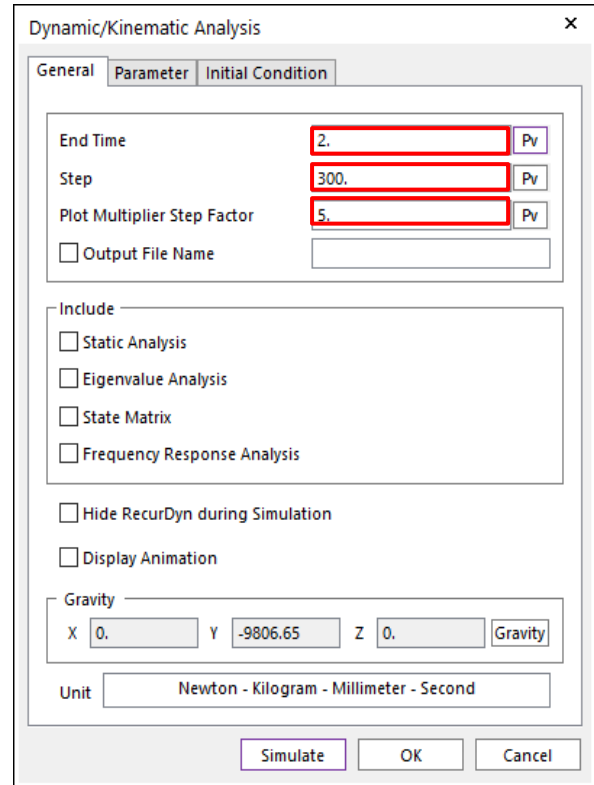 Dynamic/Kinematic Analysis
General Parameter Initial Condition
End Time 2. Pv
Step 300. Pv
Plot Multiplier Step Factor 5. Pv
Output File Name
Include
Static Analysis
Eigenvalue Analysis
State Matrix
Frequency Response Analysis
Hide RecurDyn during Simulation
Display Animation
Gravity
X 0. Y -9806.65 Z 0. Gravity
Unit Newton - Kilogram - Millimeter - Second
Simulate OK Cancel